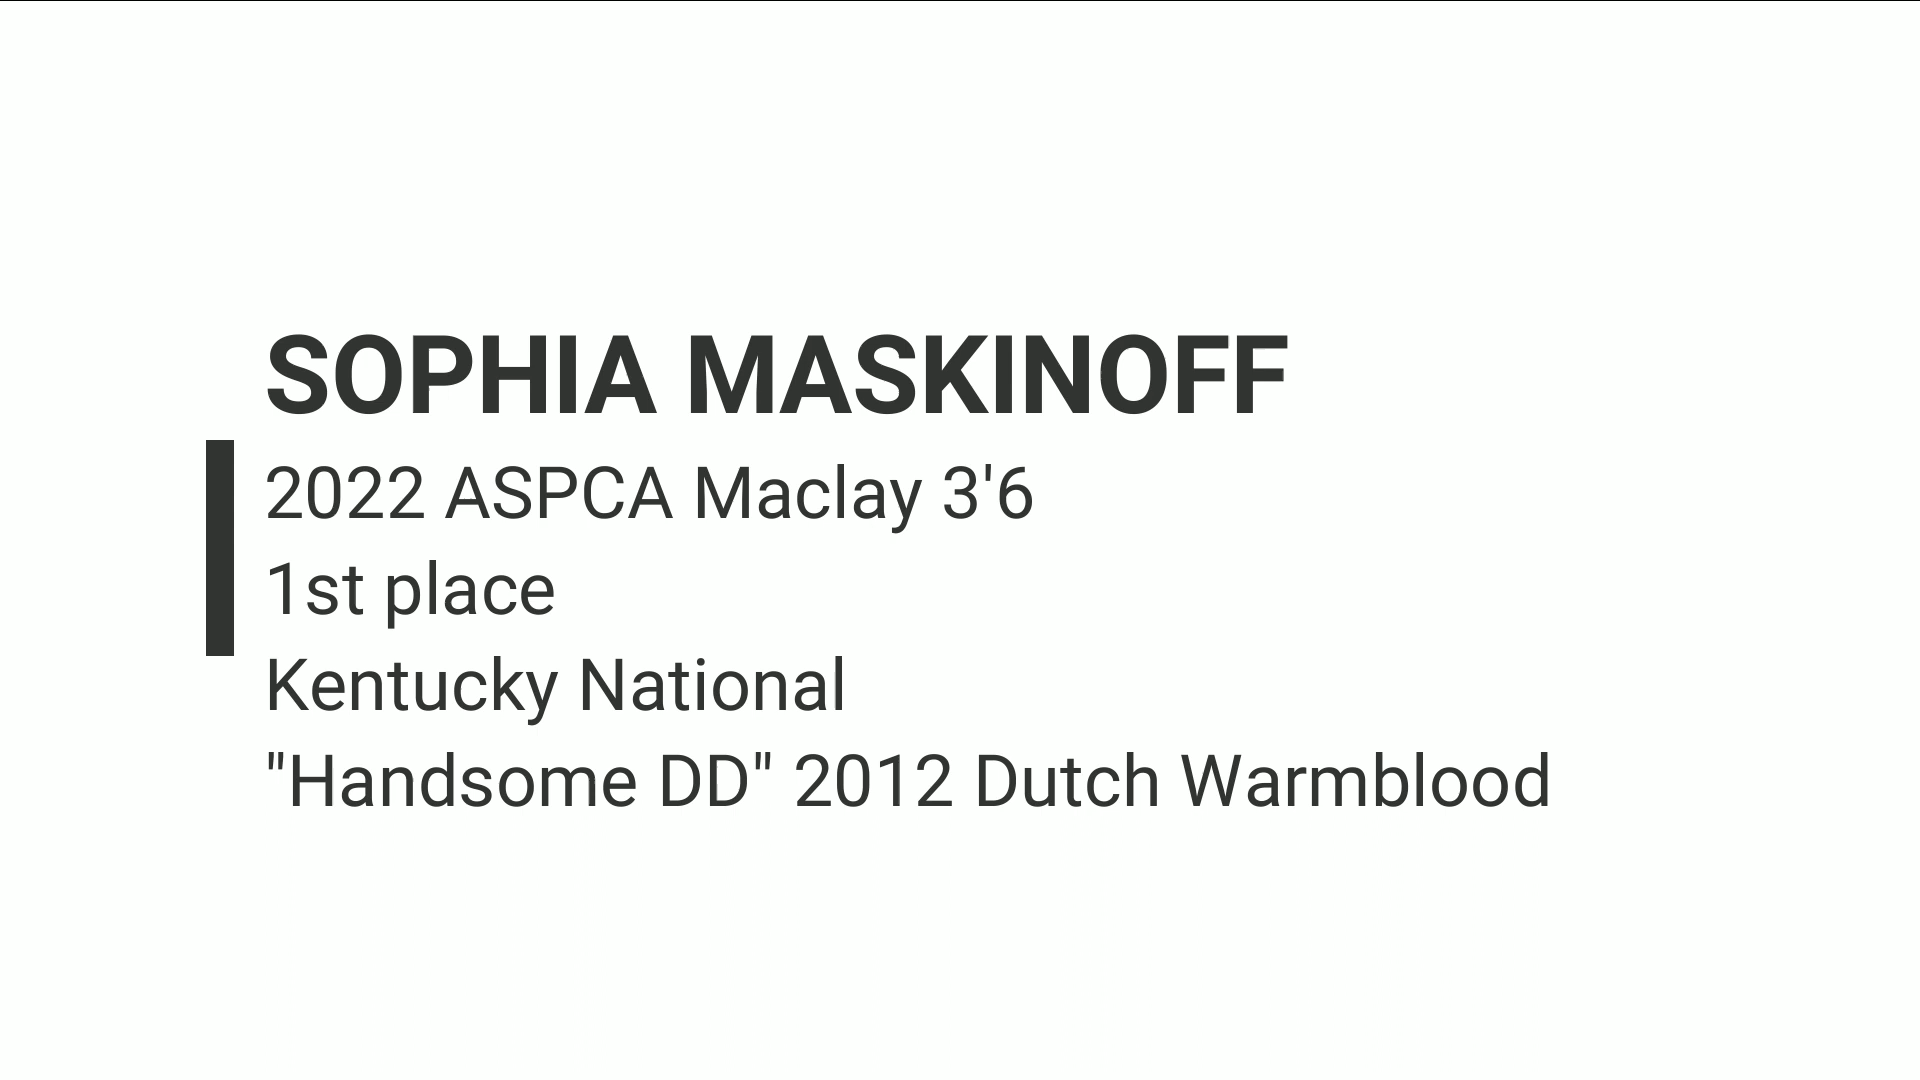 SOPHIA MASKINOFF
2022 ASPCA Maclay 3'6
1st place
Kentucky National
"Handsome DD" 2012 Dutch Warmblood